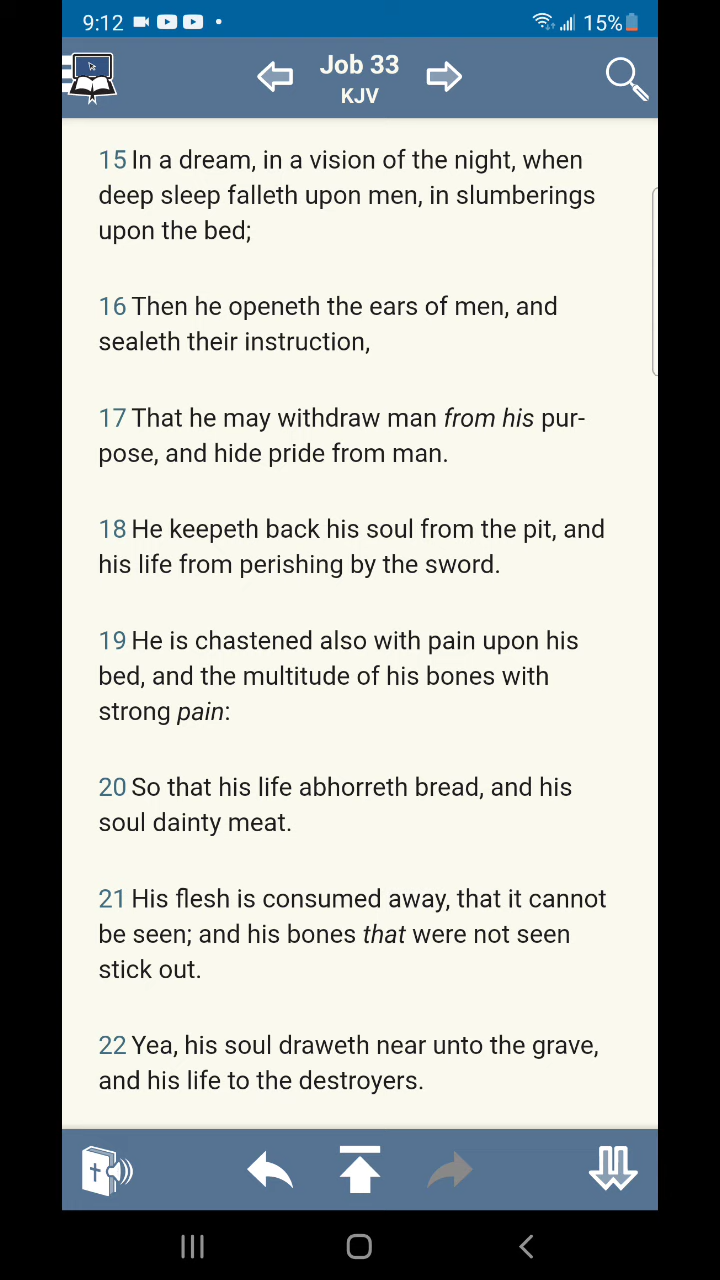 9:12
15%
Job 33
KJV
15 In a dream, in a vision of the night, when
deep sleep falleth upon men, in slumberings
upon the bed;
16 Then he openeth the ears of men, and
sealeth their instruction,
17 That he may withdraw man from his pur-
pose, and hide pride from man.
18 He keepeth back his soul from the pit, and
his life from perishing by the sword.
19 He is chastened also with pain upon his
bed, and the multitude of his bones with
strong pain:
20 So that his life abhorreth bread, and his
soul dainty meat.
21 His flesh is consumed away, that it cannot
be seen; and his bones that were not seen
stick out.
22 Yea, his soul draweth near unto the grave,
and his life to the destroyers.